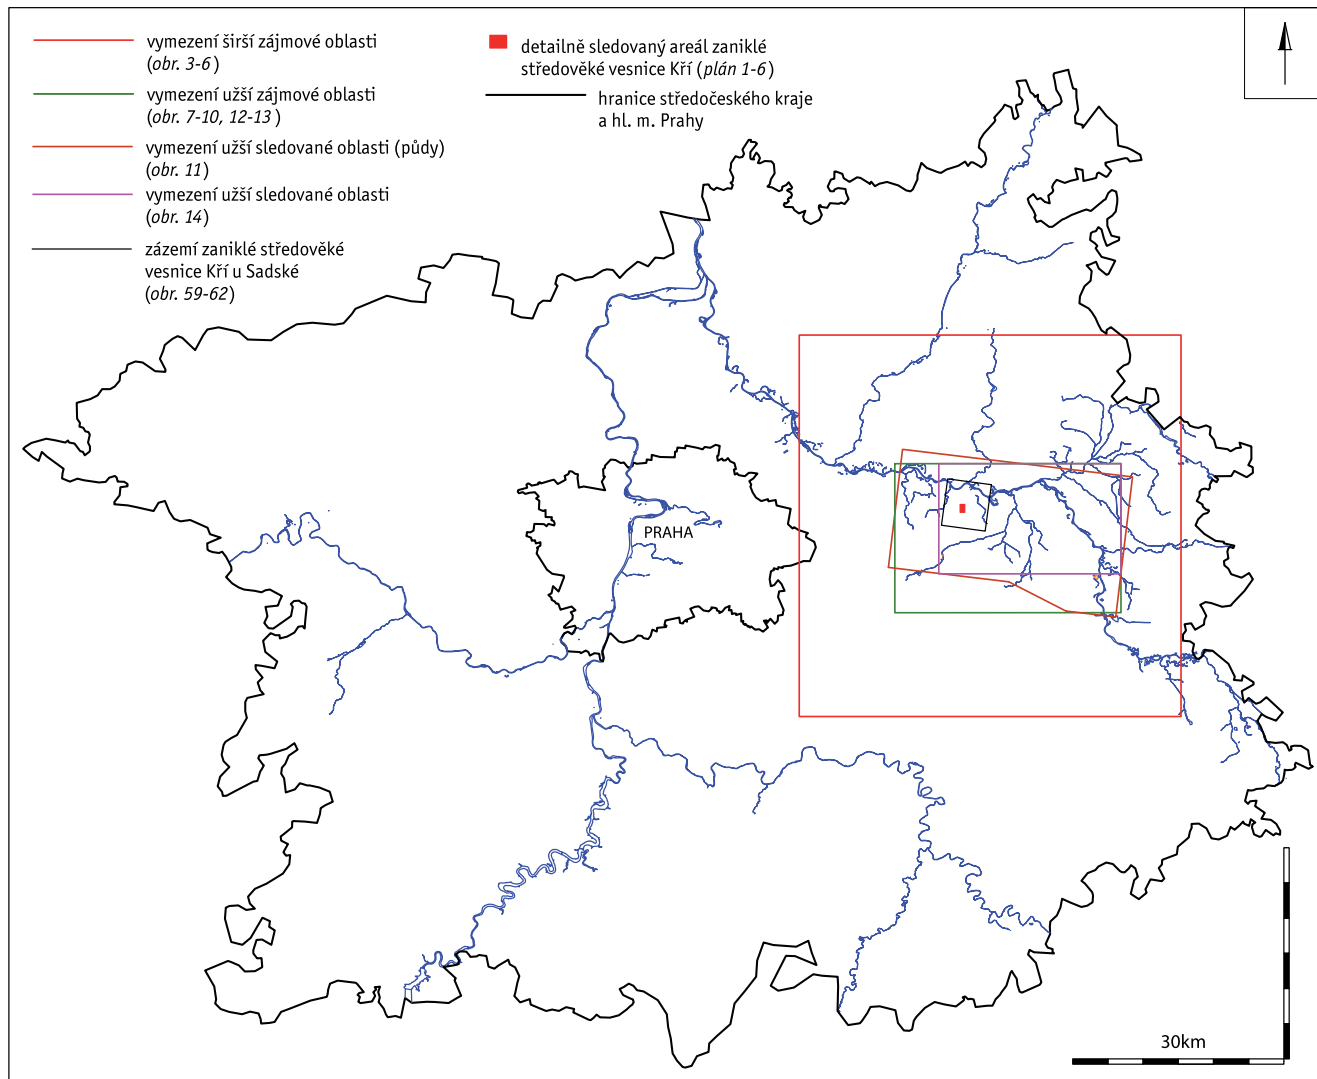 vymezení širší zájmové oblasti
(obr. 3-6 )
vymezení užší zájmové oblasti
(obr. 7-10, 12-13 )
vymezení užší sledované oblasti (půdy)
(obr. 11)
vymezení užší sledované oblasti
(obr. 14)
zázemí zaniklé středověké
vesnice Kří u Sadské
(obr. 59-62)
detailně sledovaný areál zaniklé
středověké vesnice Kří (plán 1-6)
hranice středočeského kraje
a hl. m. Prahy
PRAHA
30km